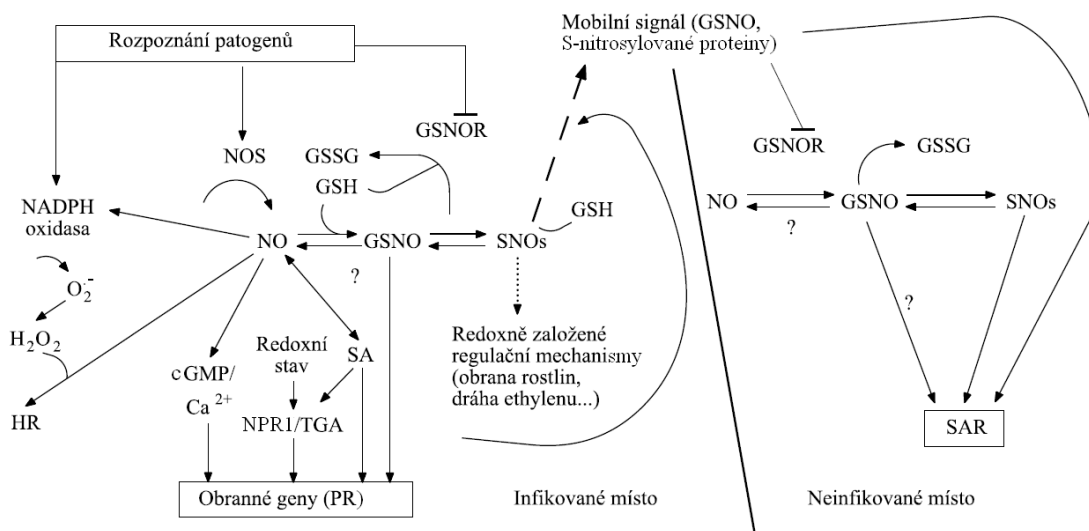 Mobilní signál (GSNO,
S-nitrosylované proteiny)
Rozpoznání patogenů
GSNOR
NOS
GSSG
GSH
NADPH
oxidasa
NO
GSNO
SNOs
GSH
?
O₂·⁻
H₂O₂
HR
cGMP/
Ca²⁺
Redoxní
stav
SA
NPR1/TGA
Redoxně založené
regulační mechanismy
(obrana rostlin,
dráha ethylenu...)
Obranné geny (PR)
Infikované místo
GSNOR
GSSG
NO
GSNO
SNOs
?
?
SAR
Neinfikované místo